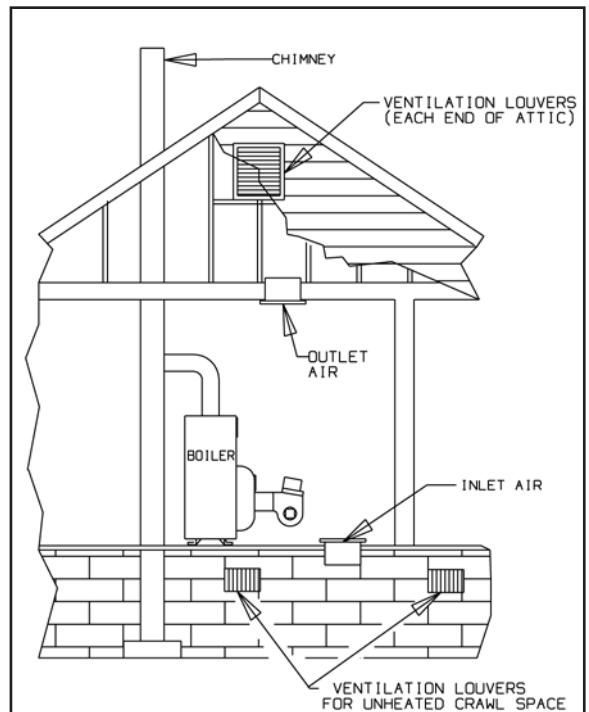 CHIMNEY
VENTILATION LOUVERS
(EACH END OF ATTIC)
OUTLET
AIR
BOILER
INLET AIR
VENTILATION LOUVERS
FOR UNHEATED CRAWL SPACE